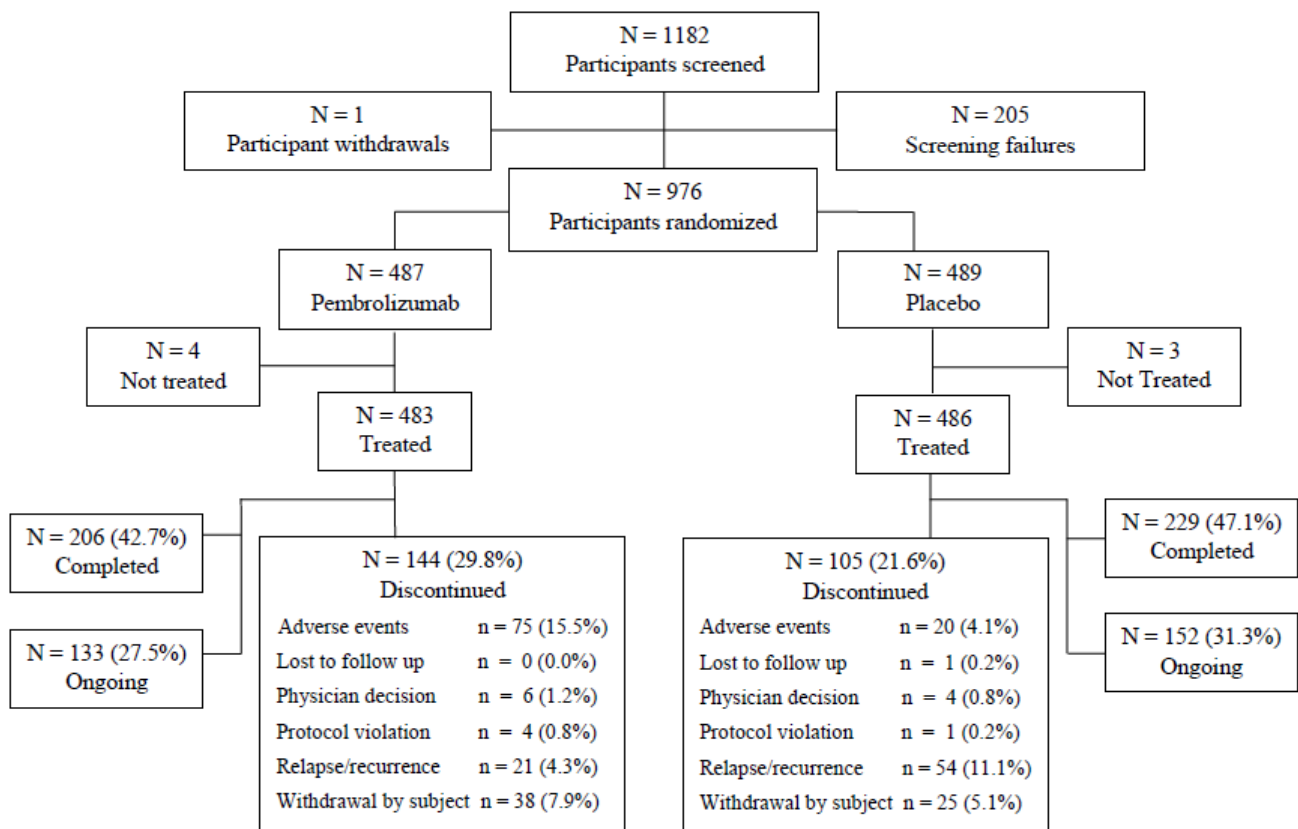 N = 1182
Participants screened
N = 1
Participant withdrawals
N = 205
Screening failures
N = 976
Participants randomized
N = 487
Pembrolizumab
N = 489
Placebo
N = 4
Not treated
N = 3
Not Treated
N = 483
Treated
N = 486
Treated
N = 206 (42.7%)
Completed
N = 133 (27.5%)
Ongoing
N = 144 (29.8%)
Discontinued
Adverse events n = 75 (15.5%)
Lost to follow up n = 0 (0.0%)
Physician decision n = 6 (1.2%)
Protocol violation n = 4 (0.8%)
Relapse/recurrence n = 21 (4.3%)
Withdrawal by subject n = 38 (7.9%)
N = 105 (21.6%)
Discontinued
Adverse events n = 20 (4.1%)
Lost to follow up n = 1 (0.2%)
Physician decision n = 4 (0.8%)
Protocol violation n = 1 (0.2%)
Relapse/recurrence n = 54 (11.1%)
Withdrawal by subject n = 25 (5.1%)
N = 229 (47.1%)
Completed
N = 152 (31.3%)
Ongoing